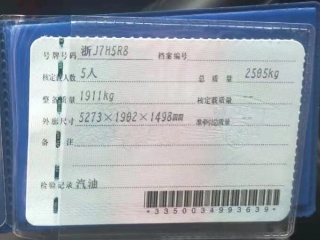 号牌号码 浙J7H5R8 档案编号
核定载人数 5人 总质量 2505kg
整备质量 1911kg 核定载质量 --
外廓尺寸 5273×1902×1498mm 准牵引总质量 --
备注
检验记录 汽油
*3350034993639*